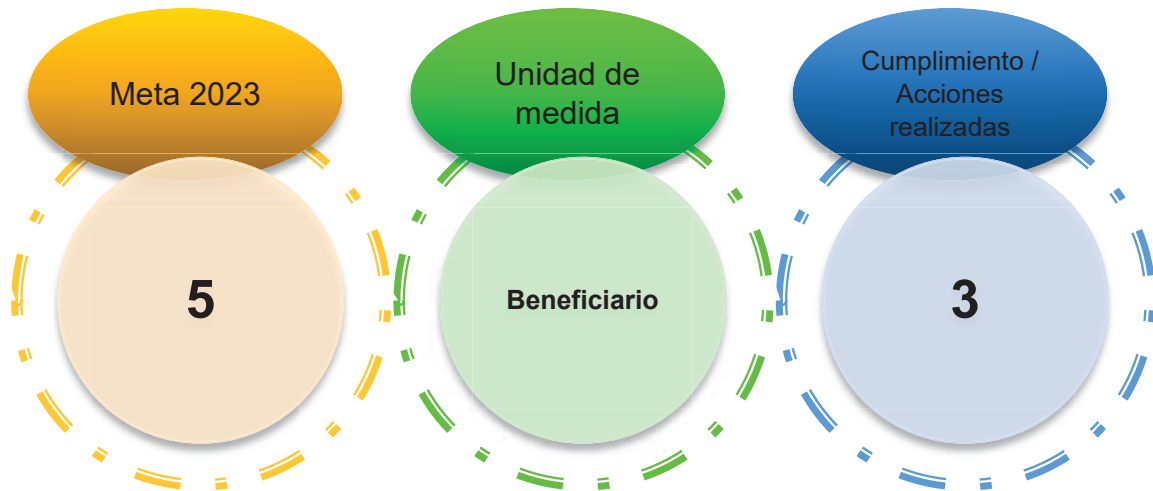 Meta 2023
Unidad de
medida
Cumplimiento /
Acciones
realizadas
5
Beneficiario
3